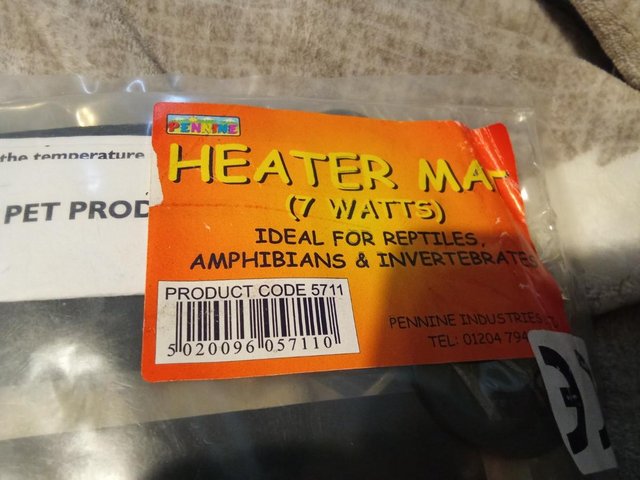 PENNINE
the temperature
HEATER MA
PET PROD
(7 WATTS)
IDEAL FOR REPTILES,
AMPHIBIANS & INVERTEBRATES
PRODUCT CODE 5711
PENNINE INDUSTRIES
TEL: 01204 794
5 020096 057110